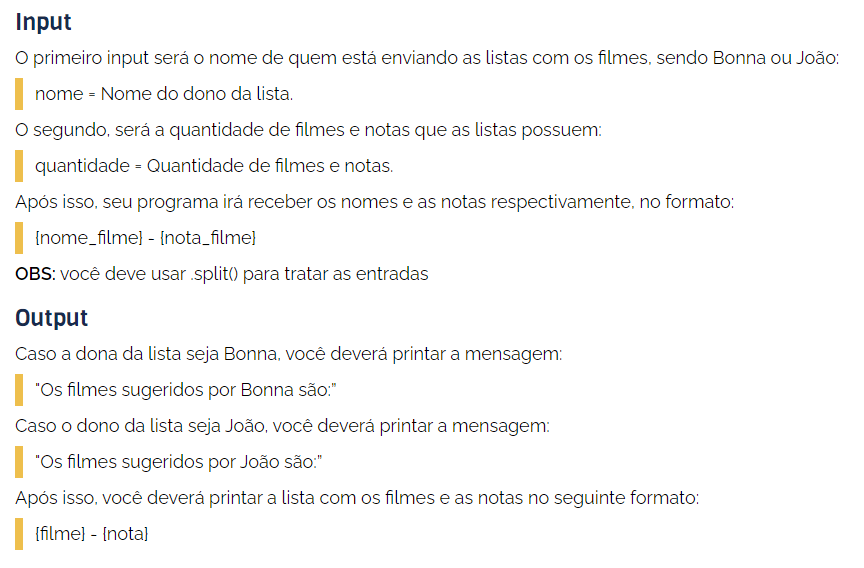 Input
O primeiro input será o nome de quem está enviando as listas com os filmes, sendo Bonna ou João:
nome = Nome do dono da lista.
O segundo, será a quantidade de filmes e notas que as listas possuem:
quantidade = Quantidade de filmes e notas.
Após isso, seu programa irá receber os nomes e as notas respectivamente, no formato:
{nome_filme} - {nota_filme}
OBS: você deve usar .split() para tratar as entradas
Output
Caso a dona da lista seja Bonna, você deverá printar a mensagem:
"Os filmes sugeridos por Bonna são:"
Caso o dono da lista seja João, você deverá printar a mensagem:
"Os filmes sugeridos por João são:"
Após isso, você deverá printar a lista com os filmes e as notas no seguinte formato:
{filme} - {nota}